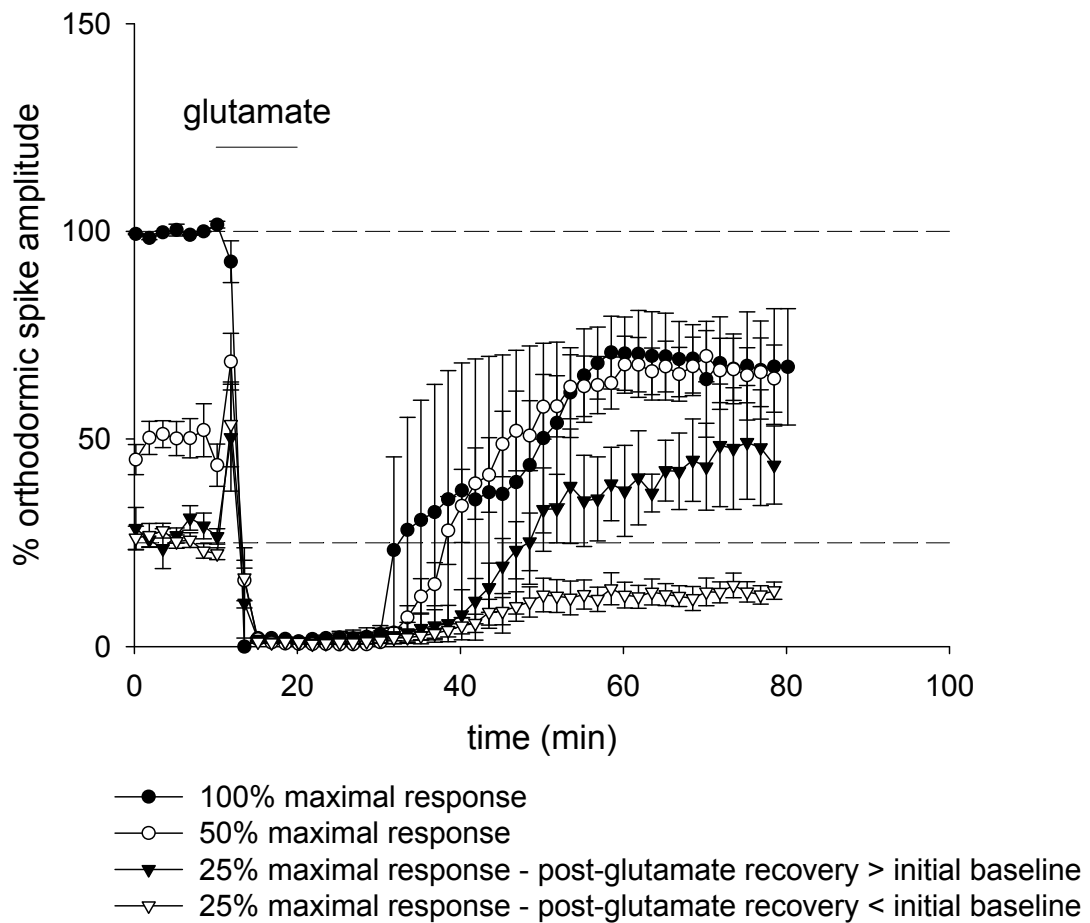 150
glutamate
100
50
0
% orthodormic spike amplitude
0 20 40 60 80 100
time (min)
100% maximal response
50% maximal response
25% maximal response - post-glutamate recovery > initial baseline
25% maximal response - post-glutamate recovery < initial baseline